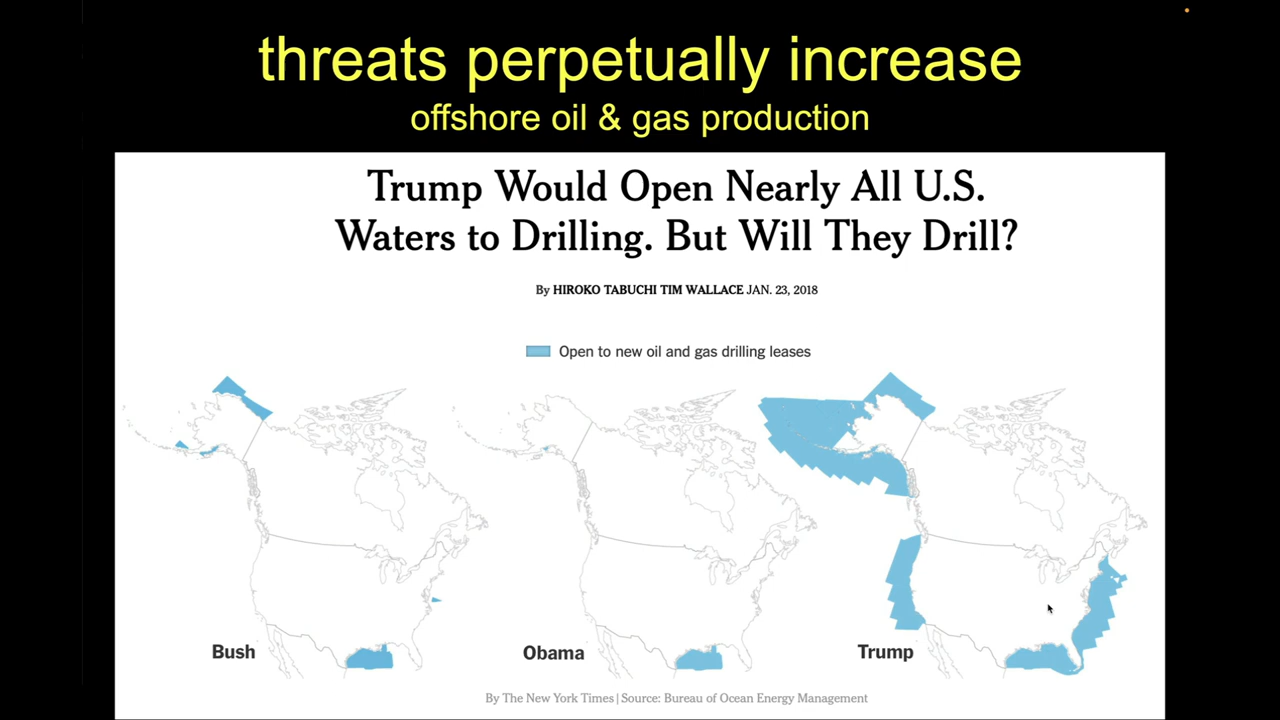 threats perpetually increase
offshore oil & gas production
Trump Would Open Nearly All U.S.
Waters to Drilling. But Will They Drill?
By HIROKO TABUCHI TIM WALLACE JAN. 23, 2018
Open to new oil and gas drilling leases
Bush
Obama
Trump
By The New York Times | Source: Bureau of Ocean Energy Management